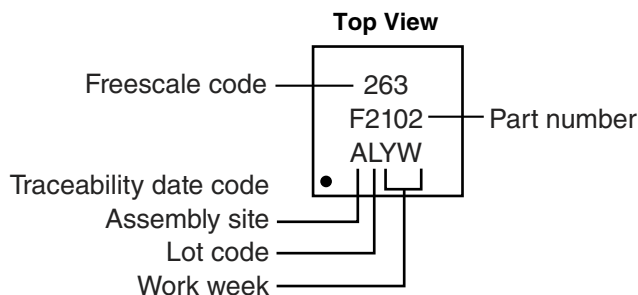 Top View
Freescale code
263
F2102
Part number
ALYW
Traceability date code
Assembly site
Lot code
Work week